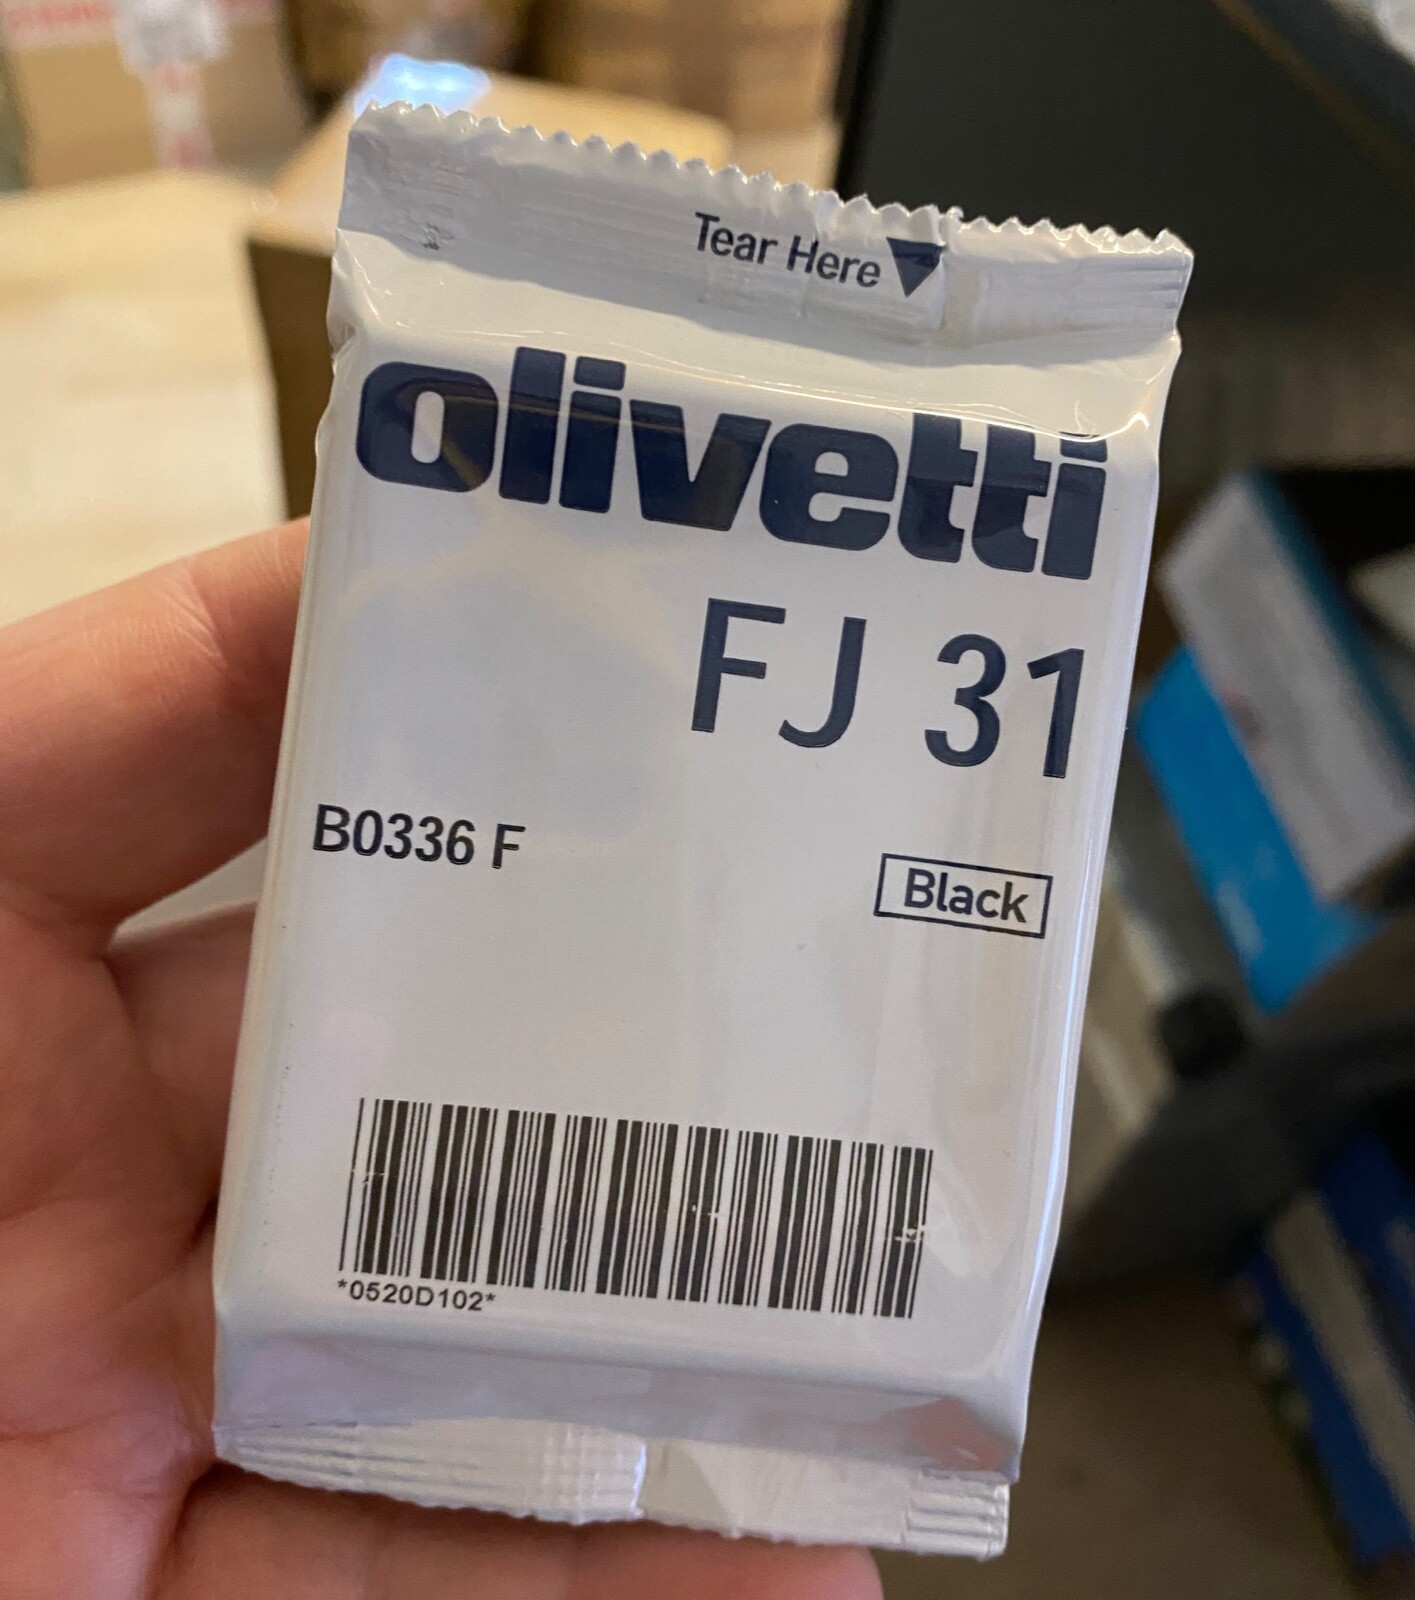 Tear Here
olivetti
FJ 31
B0336 F
Black
*0520D102*